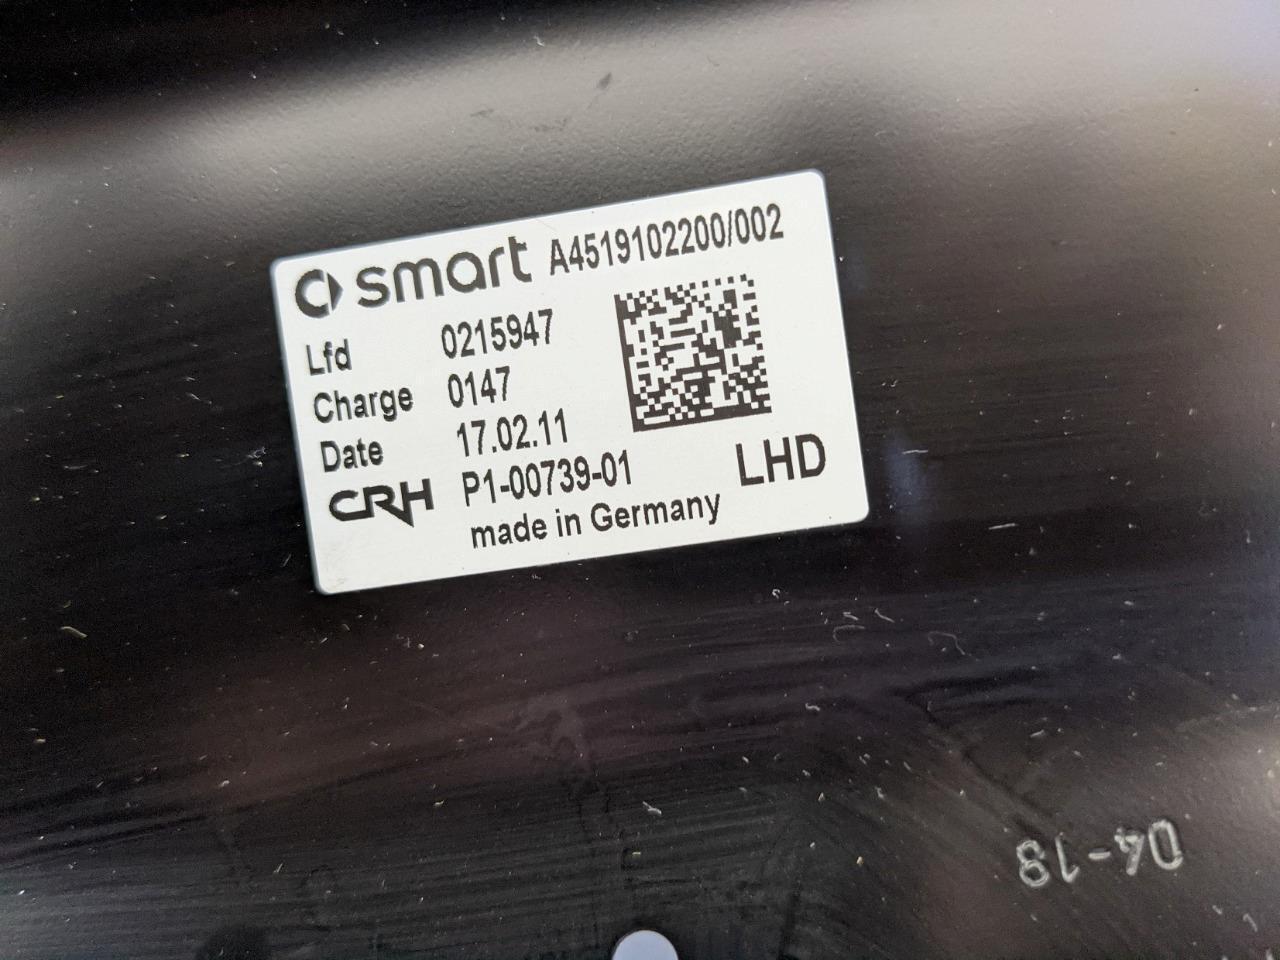 smart A4519102200/002
Lfd 0215947
Charge 0147
Date 17.02.11
CRH P1-00739-01 LHD
made in Germany
04-18